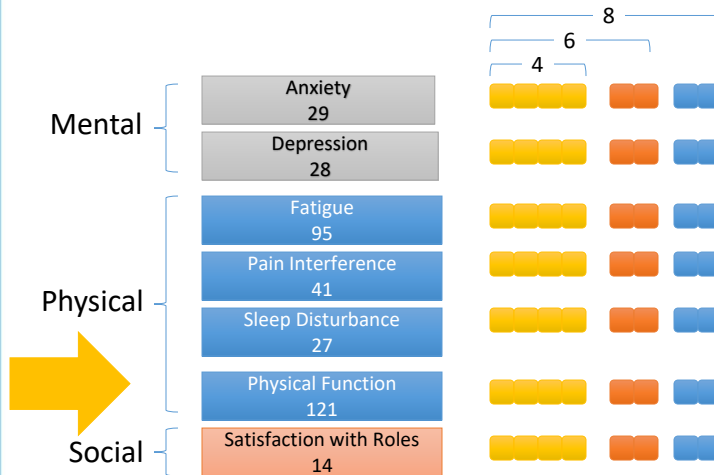 8
6
4
Mental
Anxiety
29
Depression
28
Physical
Fatigue
95
Pain Interference
41
Sleep Disturbance
27
Physical Function
121
Social
Satisfaction with Roles
14